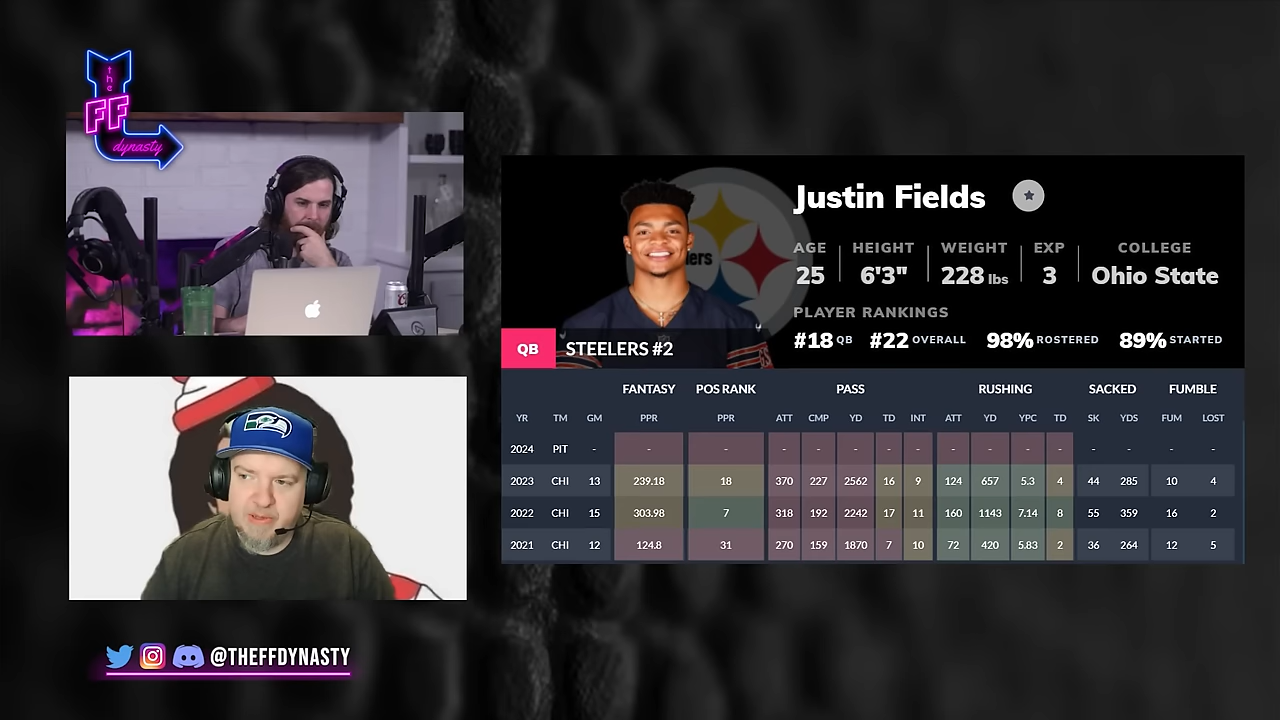 the
FF
dynasty
Justin Fields
AGE HEIGHT WEIGHT EXP COLLEGE
25 6'3" 228 lbs 3 Ohio State
PLAYER RANKINGS
#18 QB #22 OVERALL 98% ROSTERED 89% STARTED
QB STEELERS #2
FANTASY POS RANK PASS RUSHING SACKED FUMBLE
YR TM GM PPR PPR ATT CMP YD TD INT ATT YD YPC TD SK YDS FUM LOST
2024 PIT - - - - - - - - - - - - - - - -
2023 CHI 13 239.18 18 370 227 2562 16 9 124 657 5.3 4 44 285 10 4
2022 CHI 15 303.98 7 318 192 2242 17 11 160 1143 7.14 8 55 359 16 2
2021 CHI 12 124.8 31 270 159 1870 7 10 72 420 5.83 2 36 264 12 5
@THEFFDYNASTY